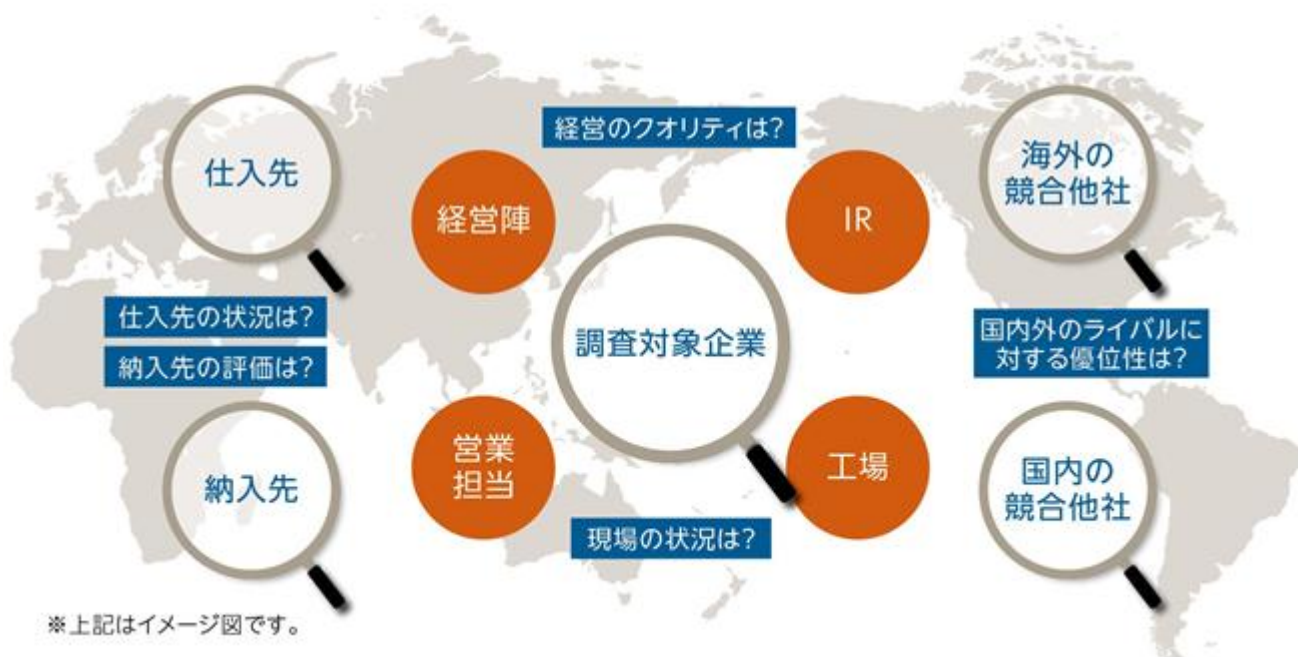 経営のクオリティは?
仕入先
経営陣
IR
海外の
競合他社
仕入先の状況は?
納入先の評価は?
調査対象企業
国内外のライバルに
対する優位性は?
納入先
営業
担当
工場
国内の
競合他社
現場の状況は?
※上記はイメージ図です。